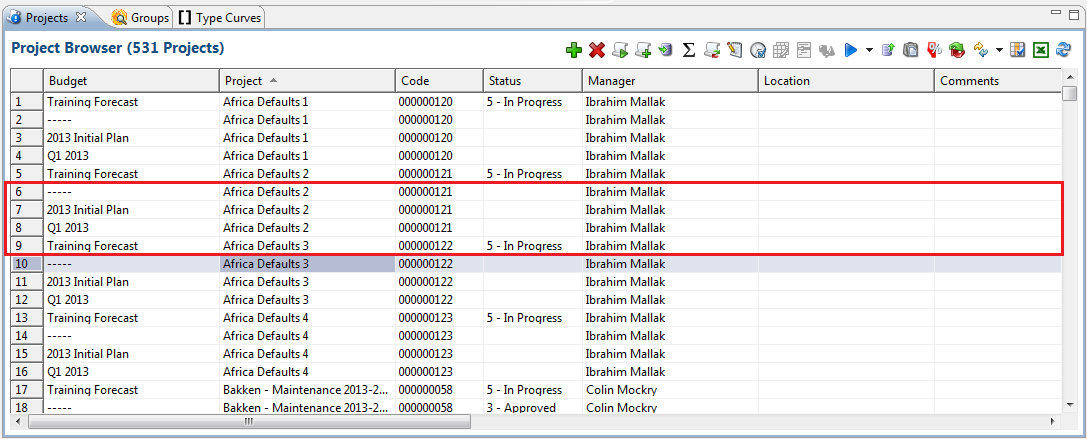 Projects Groups Type Curves
Project Browser (531 Projects)
Budget Project Code Status Manager Location Comments
1 Training Forecast Africa Defaults 1 000000120 5 - In Progress Ibrahim Mallak
2 ----- Africa Defaults 1 000000120 Ibrahim Mallak
3 2013 Initial Plan Africa Defaults 1 000000120 Ibrahim Mallak
4 Q1 2013 Africa Defaults 1 000000120 Ibrahim Mallak
5 Training Forecast Africa Defaults 2 000000121 5 - In Progress Ibrahim Mallak
6 ----- Africa Defaults 2 000000121 Ibrahim Mallak
7 2013 Initial Plan Africa Defaults 2 000000121 Ibrahim Mallak
8 Q1 2013 Africa Defaults 2 000000121 Ibrahim Mallak
9 Training Forecast Africa Defaults 3 000000122 5 - In Progress Ibrahim Mallak
10 ----- Africa Defaults 3 000000122 Ibrahim Mallak
11 2013 Initial Plan Africa Defaults 3 000000122 Ibrahim Mallak
12 Q1 2013 Africa Defaults 3 000000122 Ibrahim Mallak
13 Training Forecast Africa Defaults 4 000000123 5 - In Progress Ibrahim Mallak
14 ----- Africa Defaults 4 000000123 Ibrahim Mallak
15 2013 Initial Plan Africa Defaults 4 000000123 Ibrahim Mallak
16 Q1 2013 Africa Defaults 4 000000123 Ibrahim Mallak
17 Training Forecast Bakken - Maintenance 2013-2... 000000058 5 - In Progress Colin Mockry
18 ----- Bakken - Maintenance 2013-2... 000000058 3 - Approved Colin Mockry